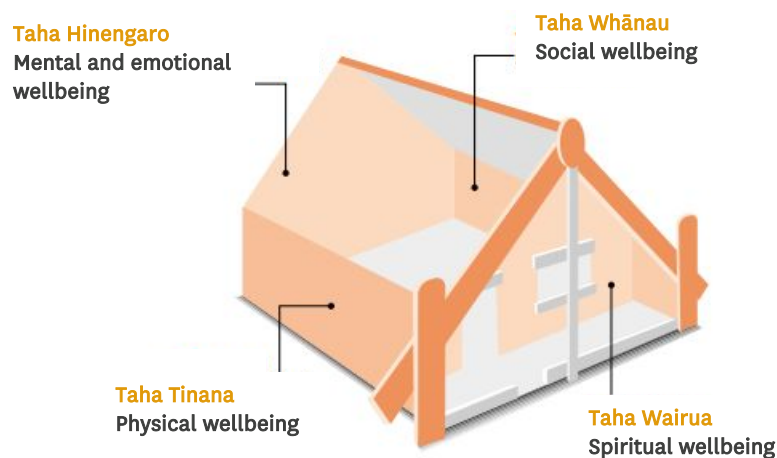 Taha Hinengaro
Mental and emotional
wellbeing
Taha Whānau
Social wellbeing
Taha Tinana
Physical wellbeing
Taha Wairua
Spiritual wellbeing